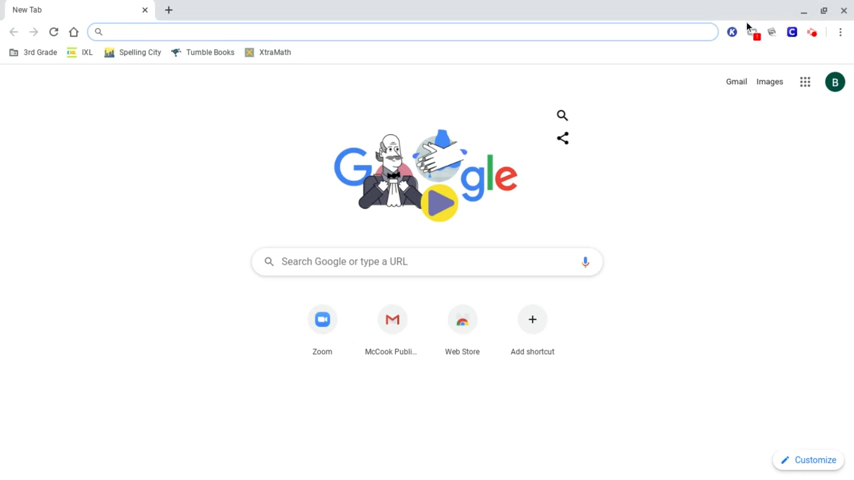 New Tab
3rd Grade IXL Spelling City Tumble Books XtraMath
Gmail Images B
Google
Search Google or type a URL
Zoom McCook Publi... Web Store Add shortcut
Customize